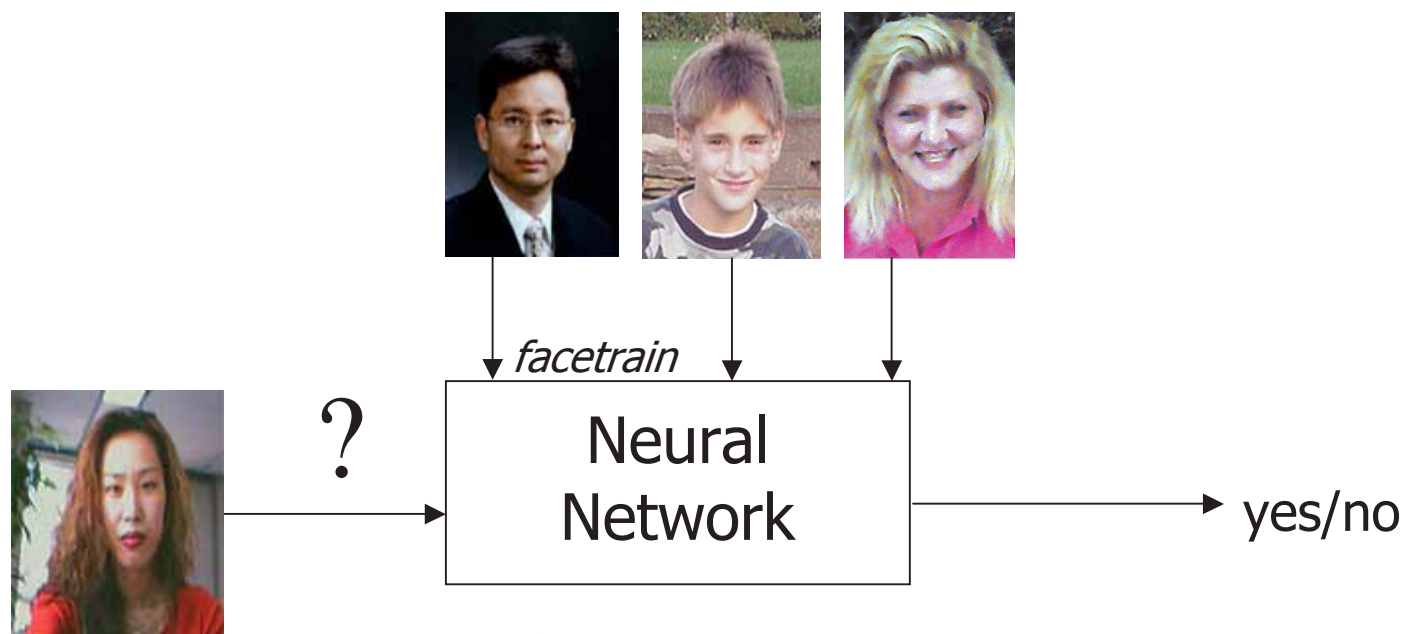 facetrain
?
Neural
Network
yes/no